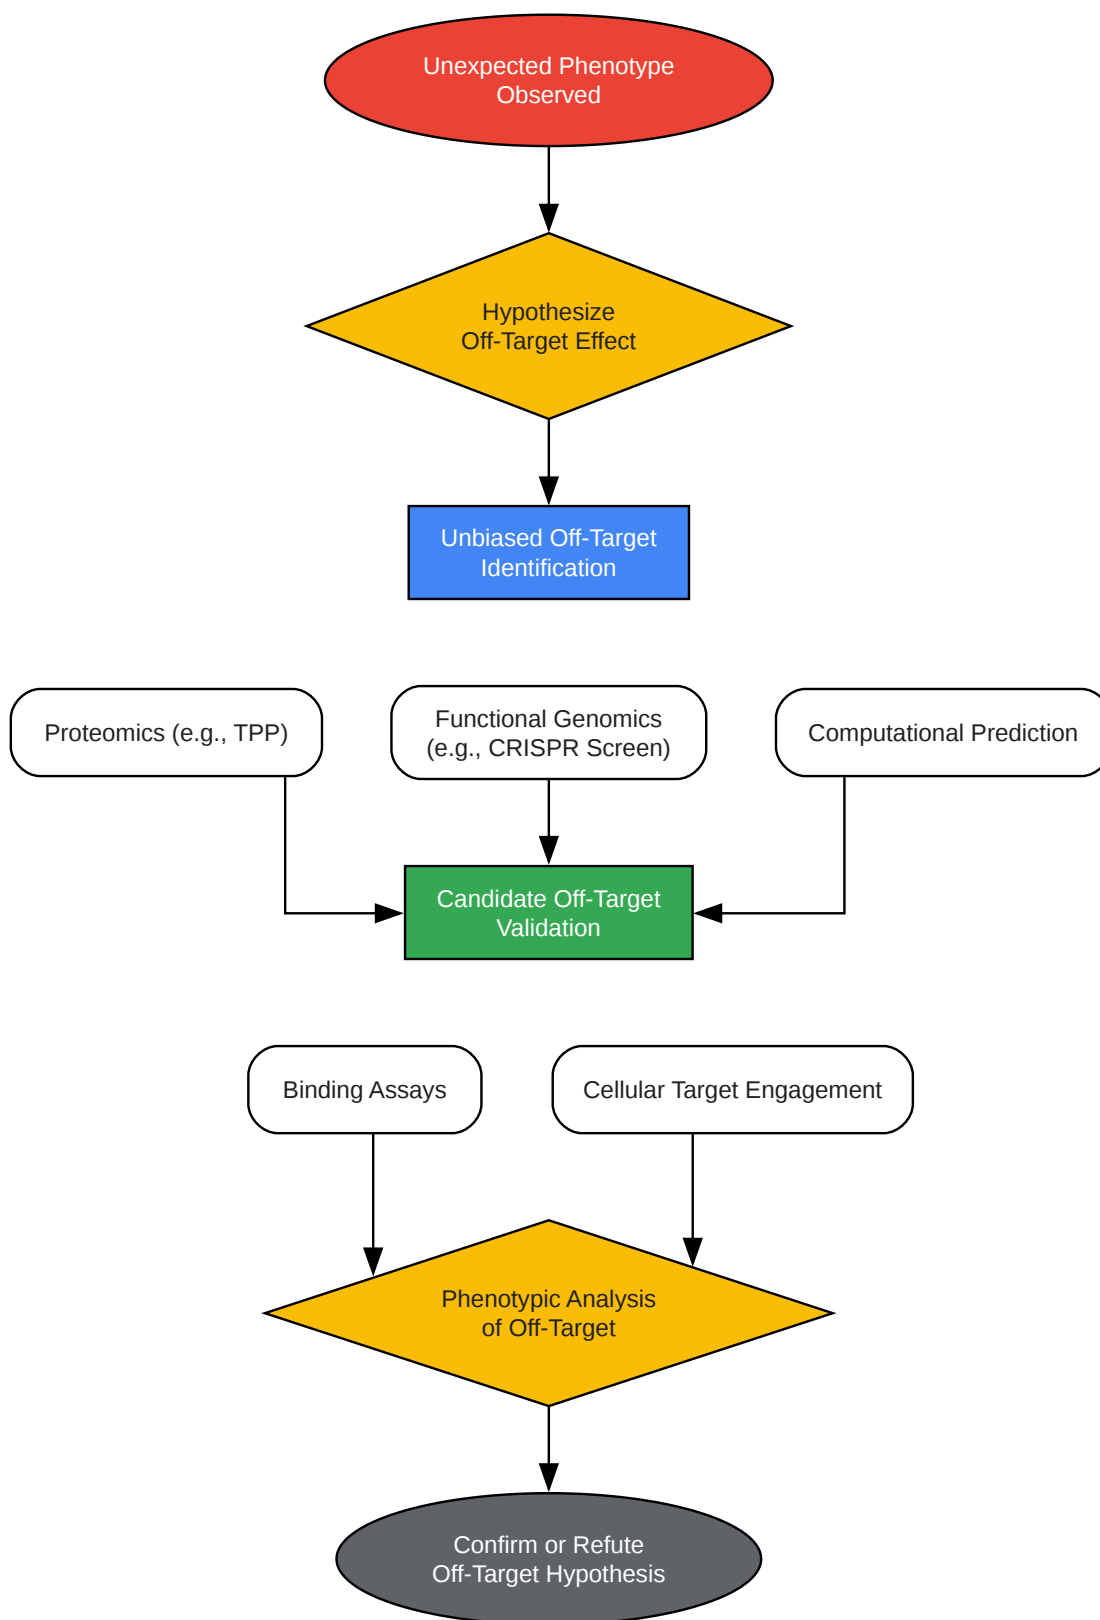 Unexpected Phenotype
Observed
Hypothesize
Off-Target Effect
Unbiased Off-Target
Identification
Proteomics (e.g., TPP)
Functional Genomics
(e.g., CRISPR Screen)
Computational Prediction
Candidate Off-Target
Validation
Binding Assays
Cellular Target Engagement
Phenotypic Analysis
of Off-Target
Confirm or Refute
Off-Target Hypothesis